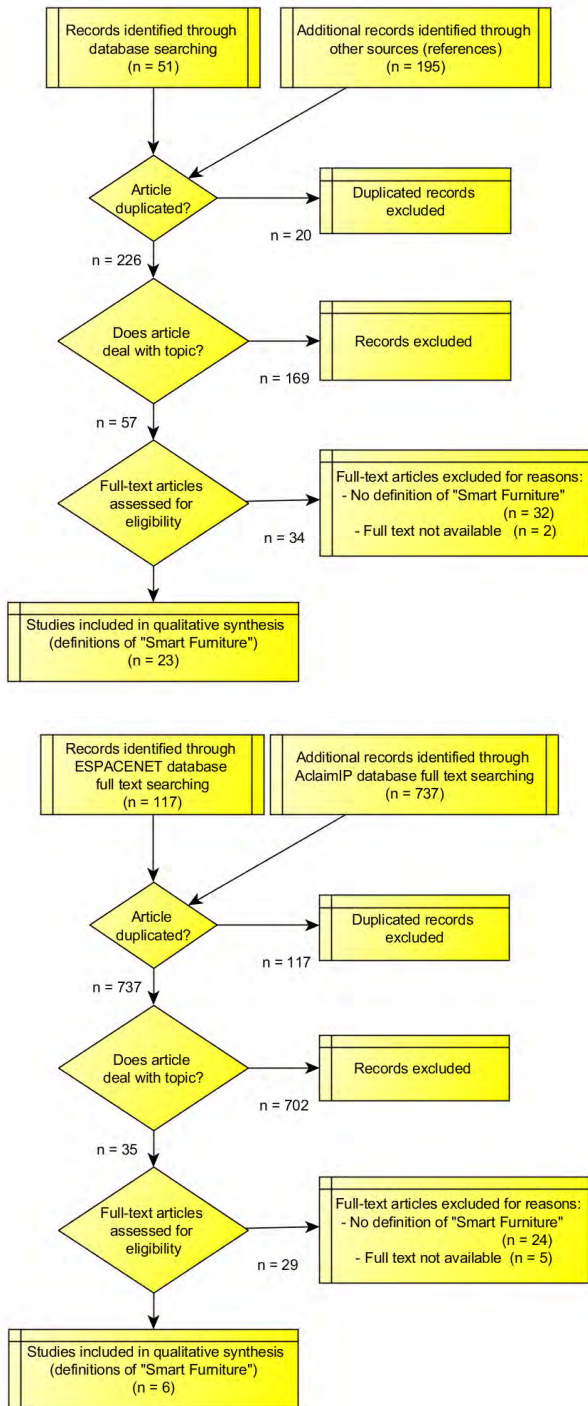 Records identified through
database searching
(n = 51)
Additional records identified through
other sources (references)
(n = 195)
Article
duplicated?
Duplicated records
excluded
n = 20
n = 226
Does article
deal with topic?
Records excluded
n = 169
n = 57
Full-text articles
assessed for
eligibility
Full-text articles excluded for reasons:
- No definition of "Smart Furniture"
(n = 32)
- Full text not available (n = 2)
n = 34
Studies included in qualitative synthesis
(definitions of "Smart Furniture")
(n = 23)
Records identified through
ESPACENET database
full text searching
(n = 117)
Additional records identified through
AclaimIP database full text searching
(n = 737)
Article
duplicated?
Duplicated records
excluded
n = 117
n = 737
Does article
deal with topic?
Records excluded
n = 702
n = 35
Full-text articles
assessed for
eligibility
Full-text articles excluded for reasons:
- No definition of "Smart Furniture"
(n = 24)
- Full text not available (n = 5)
n = 29
Studies included in qualitative synthesis
(definitions of "Smart Furniture")
(n = 6)